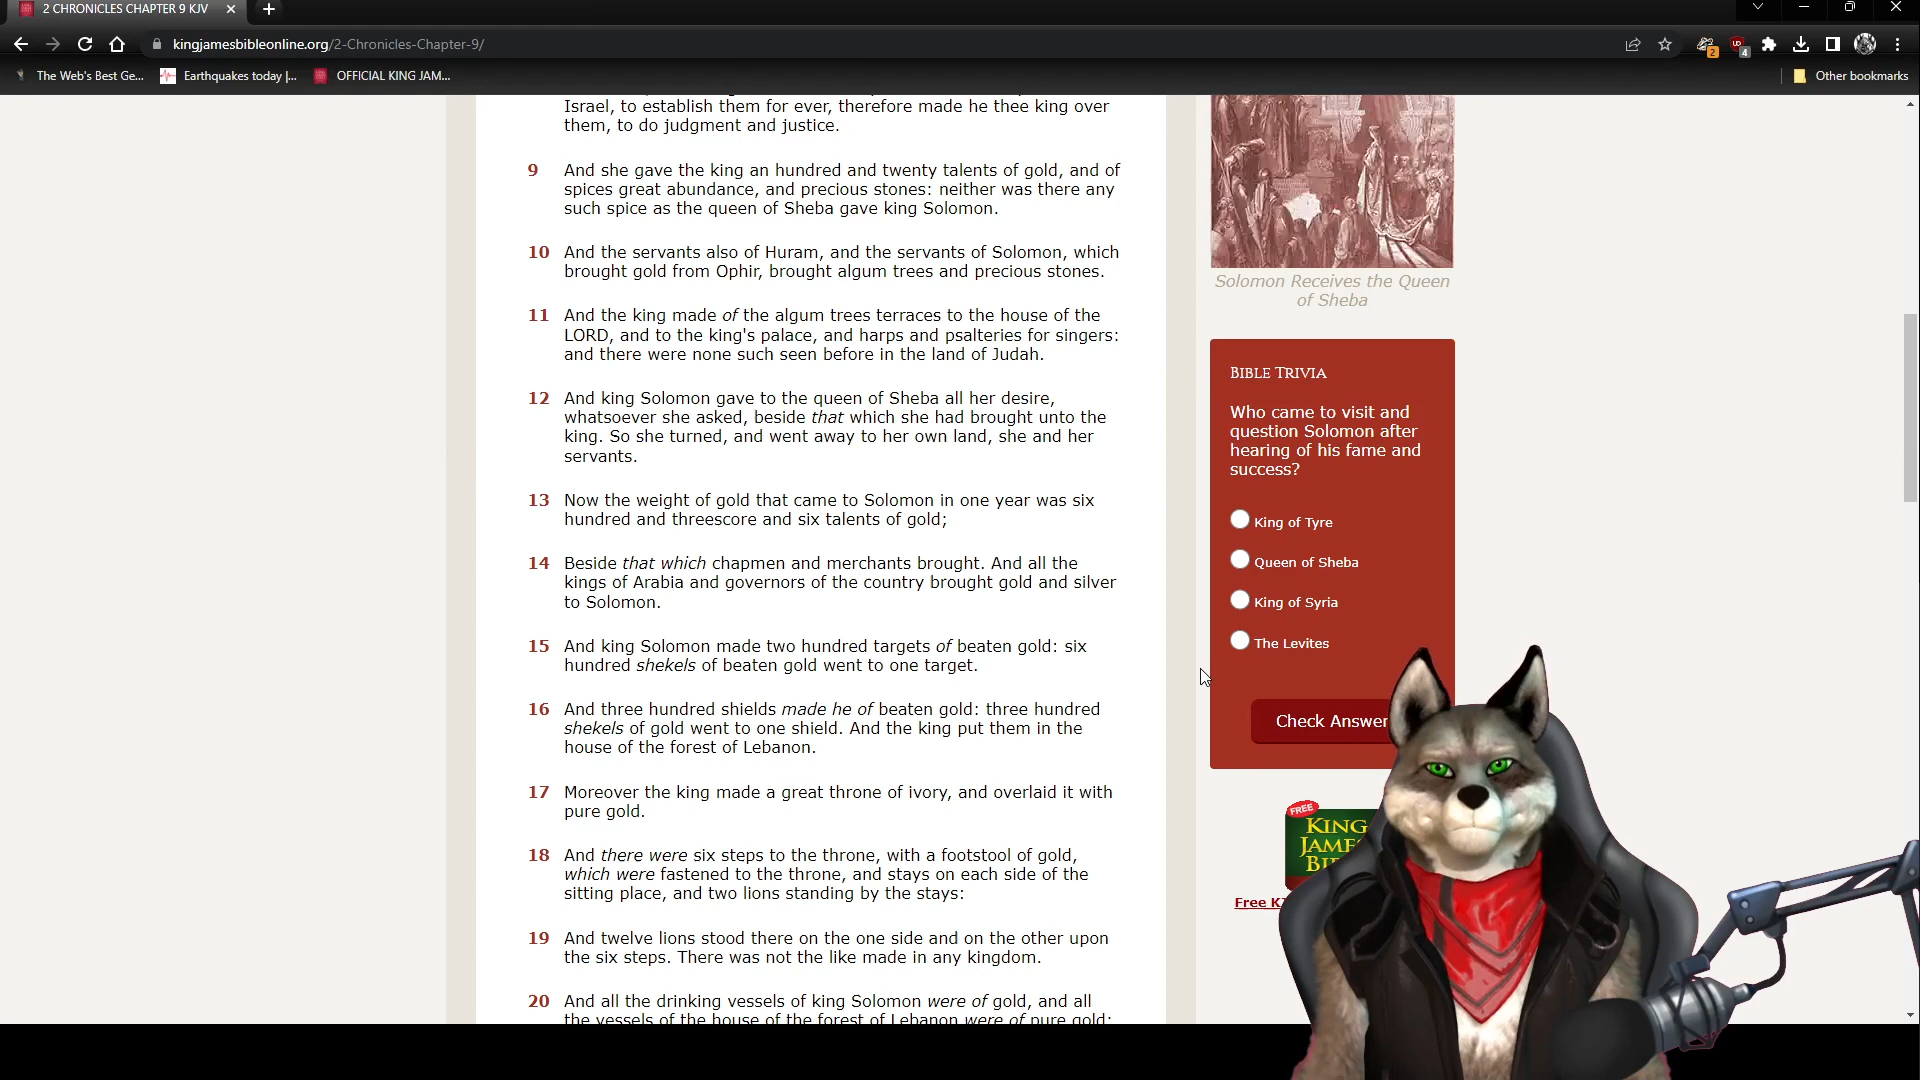 2 CHRONICLES CHAPTER 9 KJV
kingjamesbibleonline.org/2-Chronicles-Chapter-9/
2
4
The Web's Best Ge...
Earthquakes today |...
OFFICIAL KING JAM...
Other bookmarks
Israel, to establish them for ever, therefore made he thee king over
them, to do judgment and justice.
9 And she gave the king an hundred and twenty talents of gold, and of
spices great abundance, and precious stones: neither was there any
such spice as the queen of Sheba gave king Solomon.
10 And the servants also of Huram, and the servants of Solomon, which
brought gold from Ophir, brought algum trees and precious stones.
11 And the king made of the algum trees terraces to the house of the
LORD, and to the king's palace, and harps and psalteries for singers:
and there were none such seen before in the land of Judah.
12 And king Solomon gave to the queen of Sheba all her desire,
whatsoever she asked, beside that which she had brought unto the
king. So she turned, and went away to her own land, she and her
servants.
13 Now the weight of gold that came to Solomon in one year was six
hundred and threescore and six talents of gold;
14 Beside that which chapmen and merchants brought. And all the
kings of Arabia and governors of the country brought gold and silver
to Solomon.
15 And king Solomon made two hundred targets of beaten gold: six
hundred shekels of beaten gold went to one target.
16 And three hundred shields made he of beaten gold: three hundred
shekels of gold went to one shield. And the king put them in the
house of the forest of Lebanon.
17 Moreover the king made a great throne of ivory, and overlaid it with
pure gold.
18 And there were six steps to the throne, with a footstool of gold,
which were fastened to the throne, and stays on each side of the
sitting place, and two lions standing by the stays:
19 And twelve lions stood there on the one side and on the other upon
the six steps. There was not the like made in any kingdom.
20 And all the drinking vessels of king Solomon were of gold, and all
the vessels of the house of the forest of Lebanon were of pure gold:
Solomon Receives the Queen
of Sheba
BIBLE TRIVIA
Who came to visit and
question Solomon after
hearing of his fame and
success?
King of Tyre
Queen of Sheba
King of Syria
The Levites
Check Answer
FREE
KING
JAME
BI
Free K